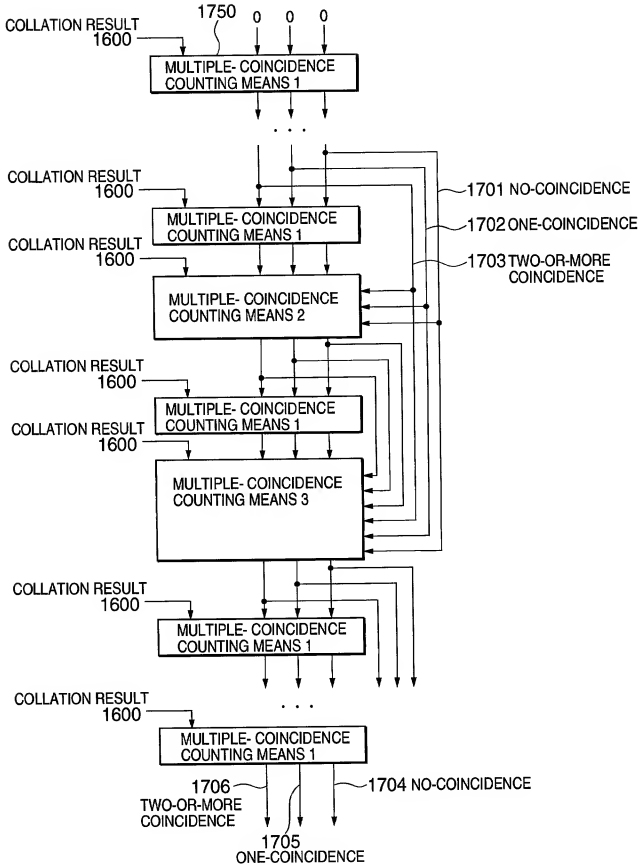 1750
0 0 0
COLLATION RESULT
1600
MULTIPLE- COINCIDENCE
COUNTING MEANS 1
. . .
COLLATION RESULT
1600
1701 NO-COINCIDENCE
MULTIPLE- COINCIDENCE
COUNTING MEANS 1
1702 ONE-COINCIDENCE
COLLATION RESULT
1600
1703 TWO-OR-MORE
COINCIDENCE
MULTIPLE- COINCIDENCE
COUNTING MEANS 2
COLLATION RESULT
1600
MULTIPLE- COINCIDENCE
COUNTING MEANS 1
COLLATION RESULT
1600
MULTIPLE- COINCIDENCE
COUNTING MEANS 3
COLLATION RESULT
1600
MULTIPLE- COINCIDENCE
COUNTING MEANS 1
. . .
COLLATION RESULT
1600
MULTIPLE- COINCIDENCE
COUNTING MEANS 1
1706
TWO-OR-MORE
COINCIDENCE
1704 NO-COINCIDENCE
1705
ONE-COINCIDENCE